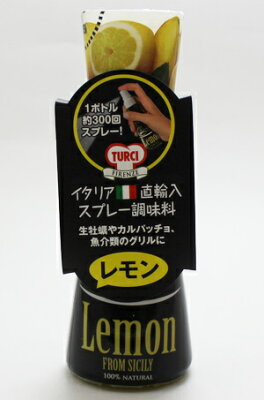 1ボトル
約300回
スプレー!
Lemon
TURCI
FIRENZE
イタリア 直輸入
スプレー調味料
生牡蠣やカルパッチョ、
魚介類のグリルに
レモン
Lemon
FROM SICILY
100% NATURAL